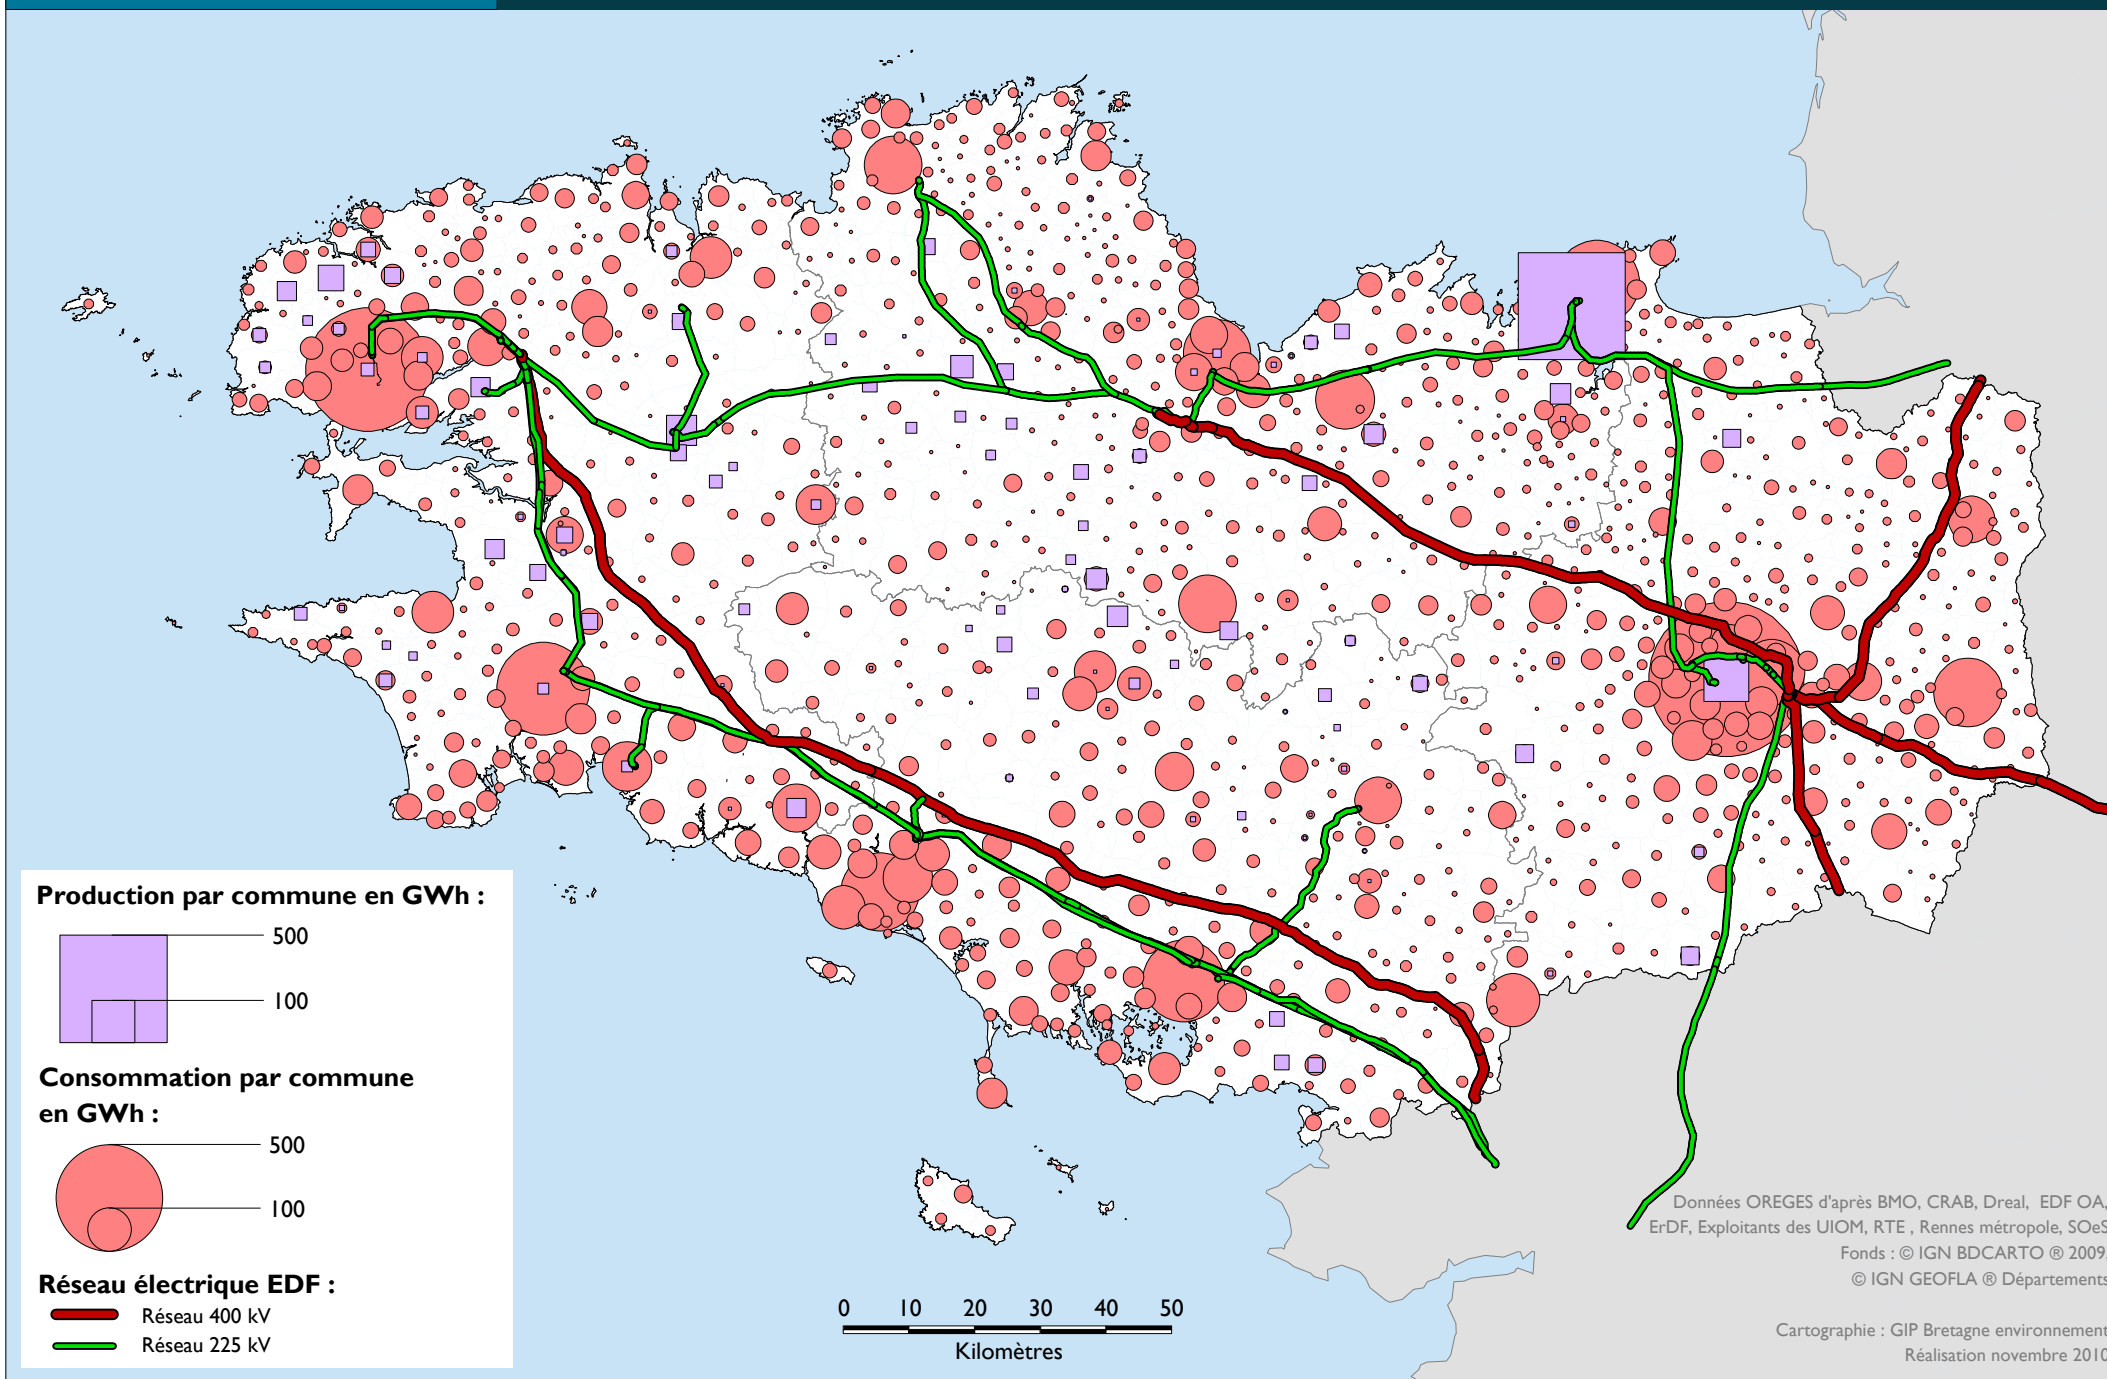 Production par commune en GWh :
500
100
Consommation par commune
en GWh :
500
100
Réseau électrique EDF :
Réseau 400 kV
Réseau 225 kV
0 10 20 30 40 50
Kilomètres
Données OREGES d'après BMO, CRAB, Dreal, EDF OA,
ErDF, Exploitants des UIOM, RTE , Rennes métropole, SOeS
Fonds : © IGN BDCARTO ® 2009.
© IGN GEOFLA ® Départements
Cartographie : GIP Bretagne environnement
Réalisation novembre 2010